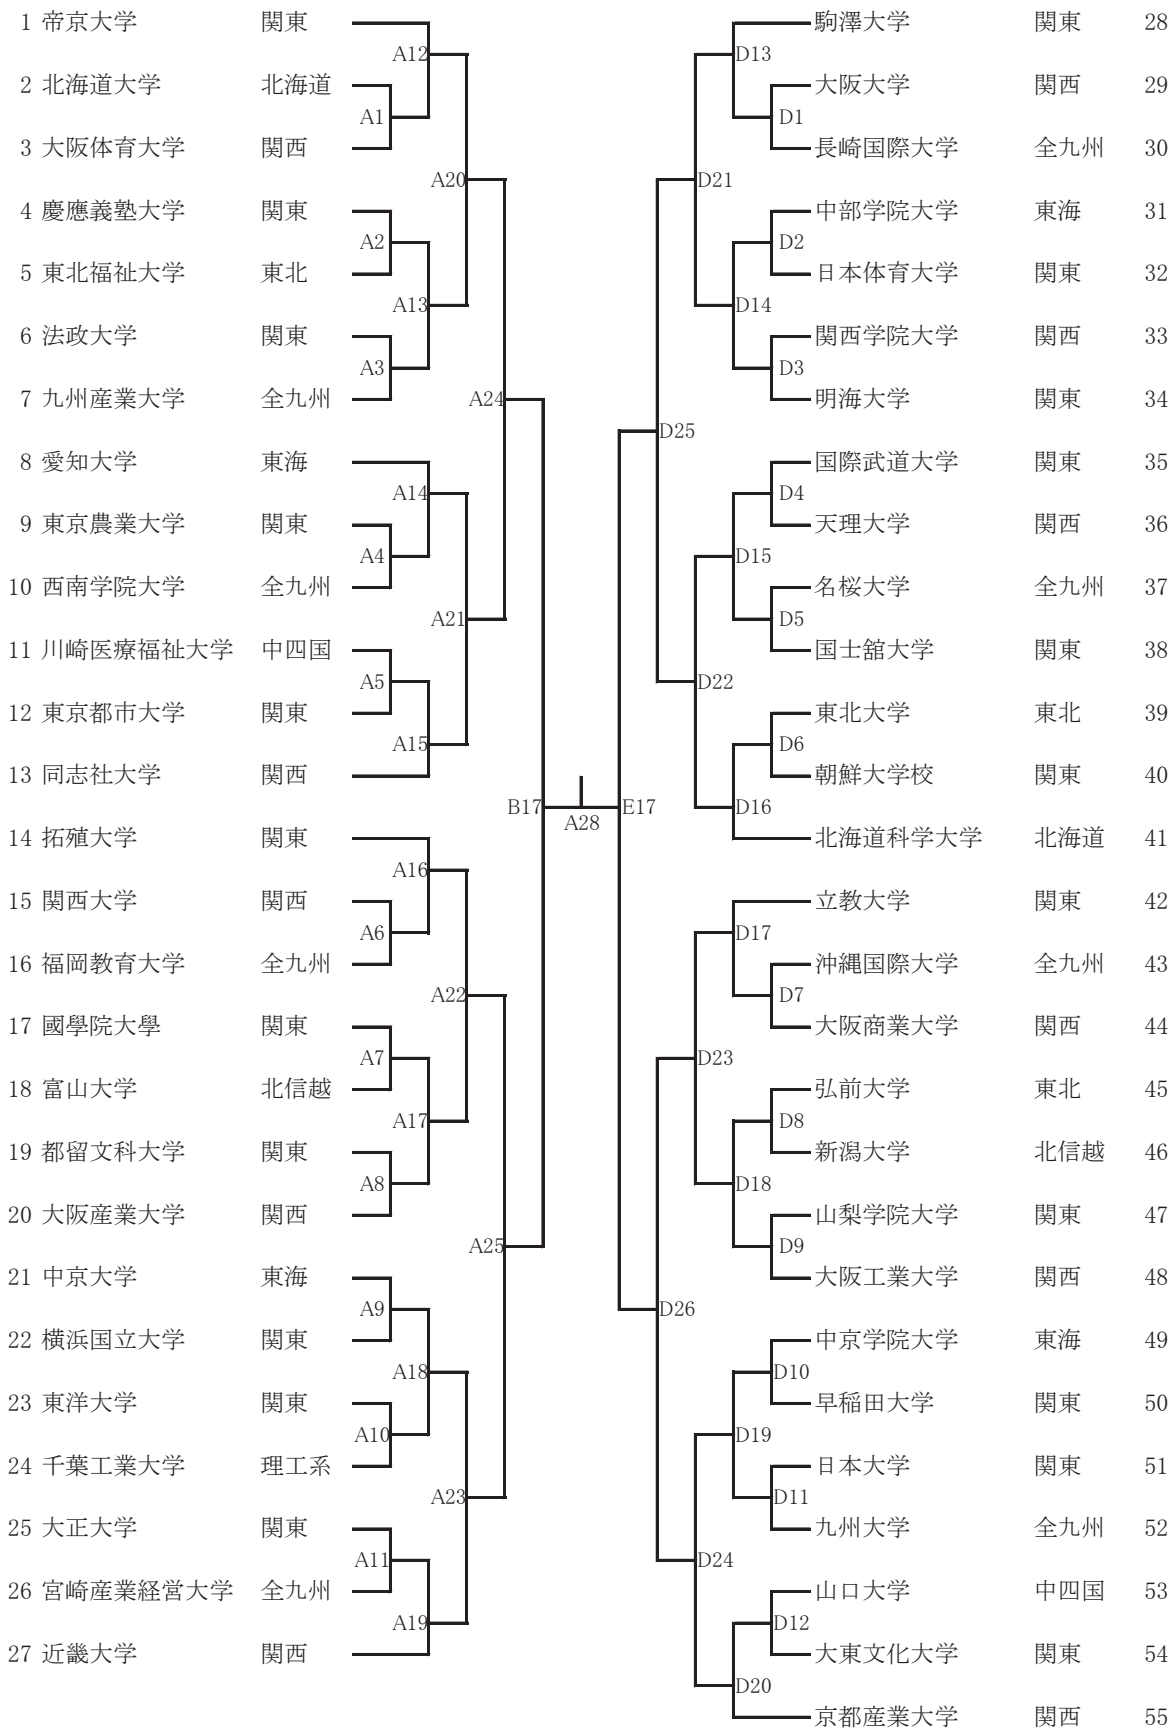 1 帝京大学 関東
A12
2 北海道大学 北海道
A1
3 大阪体育大学 関西
A20
4 慶應義塾大学 関東
A2
5 東北福祉大学 東北
A13
6 法政大学 関東
A3
7 九州産業大学 全九州
A24
8 愛知大学 東海
A14
9 東京農業大学 関東
A4
10 西南学院大学 全九州
A21
11 川崎医療福祉大学 中四国
A5
12 東京都市大学 関東
A15
13 同志社大学 関西
B17
14 拓殖大学 関東
A16
15 関西大学 関西
A6
16 福岡教育大学 全九州
A22
17 國學院大學 関東
A7
18 富山大学 北信越
A17
19 都留文科大学 関東
A8
20 大阪産業大学 関西
A25
21 中京大学 東海
A9
22 横浜国立大学 関東
A18
23 東洋大学 関東
A10
24 千葉工業大学 理工系
A23
25 大正大学 関東
A11
26 宮崎産業経営大学 全九州
A19
27 近畿大学 関西
A28
駒澤大学 関東 28
D13
大阪大学 関西 29
D1
長崎国際大学 全九州 30
D21
中部学院大学 東海 31
D2
日本体育大学 関東 32
D14
関西学院大学 関西 33
D3
明海大学 関東 34
D25
国際武道大学 関東 35
D4
天理大学 関西 36
D15
名桜大学 全九州 37
D5
国士舘大学 関東 38
D22
東北大学 東北 39
D6
朝鮮大学校 関東 40
E17
D16
北海道科学大学 北海道 41
立教大学 関東 42
D17
沖縄国際大学 全九州 43
D7
大阪商業大学 関西 44
D23
弘前大学 東北 45
D8
新潟大学 北信越 46
D18
山梨学院大学 関東 47
D9
大阪工業大学 関西 48
D26
中京学院大学 東海 49
D10
早稲田大学 関東 50
D19
日本大学 関東 51
D11
九州大学 全九州 52
D24
山口大学 中四国 53
D12
大東文化大学 関東 54
D20
京都産業大学 関西 55